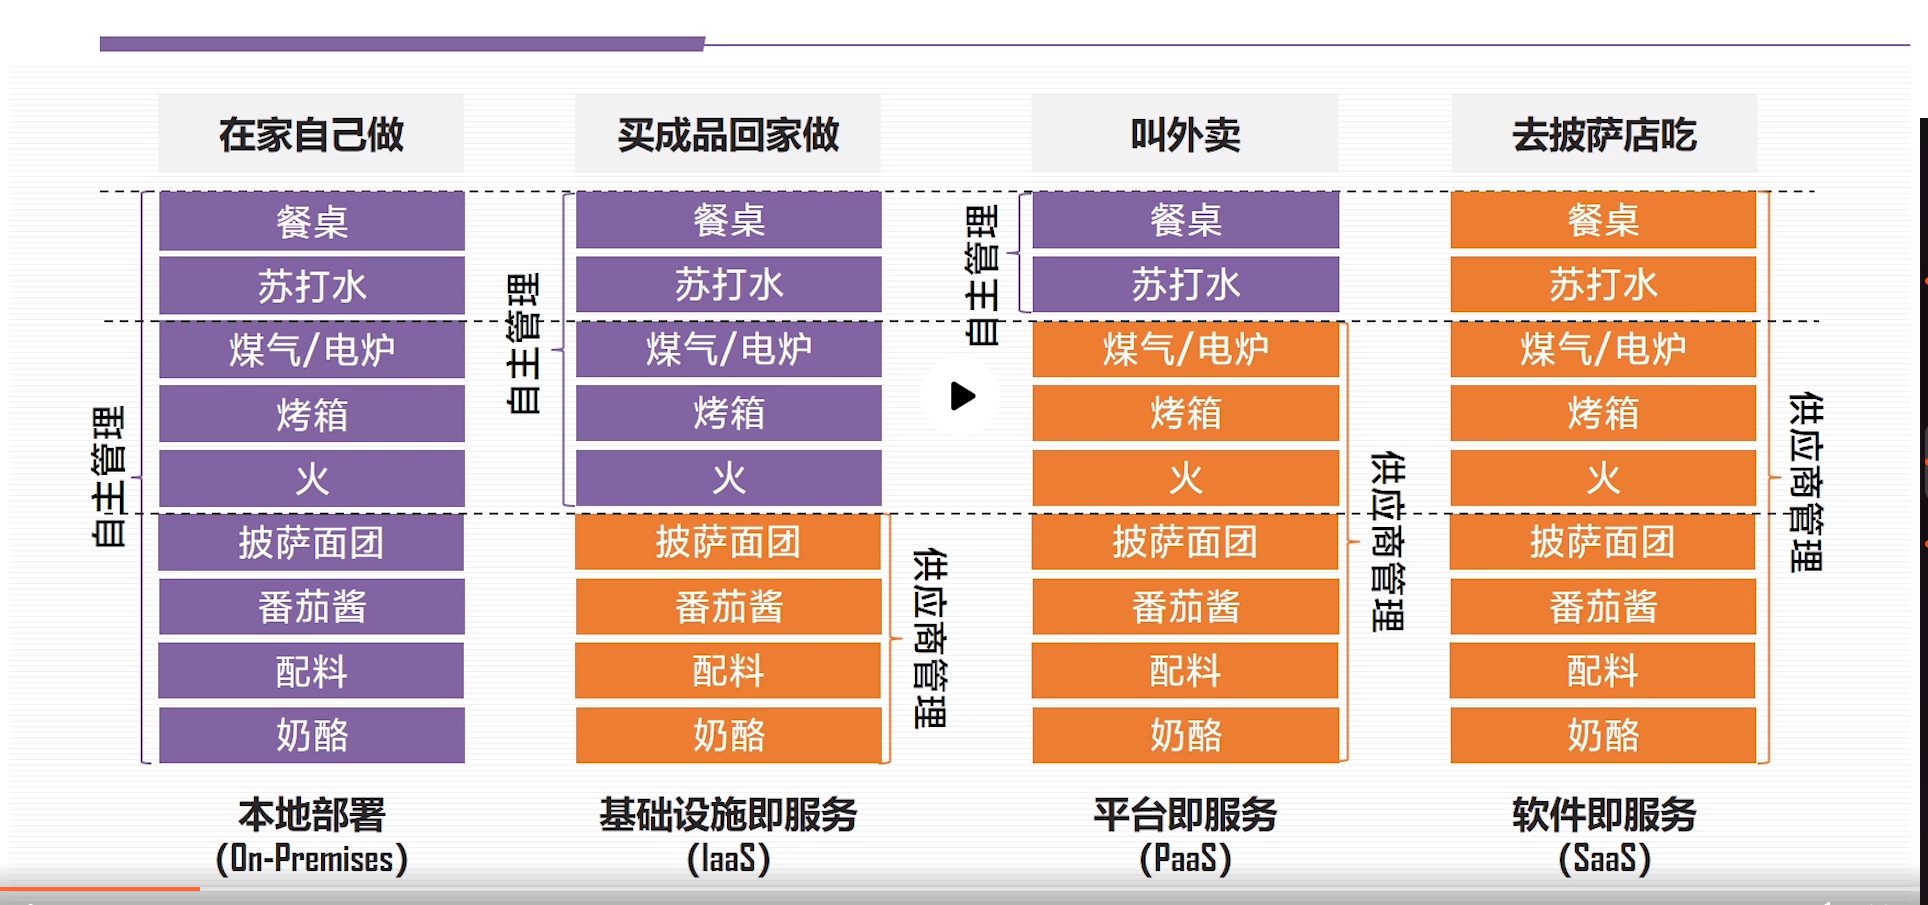 在家自己做
买成品回家做
叫外卖
去披萨店吃
自主管理
餐桌
苏打水
煤气/电炉
烤箱
火
披萨面团
番茄酱
配料
奶酪
自主管理
餐桌
苏打水
煤气/电炉
烤箱
火
披萨面团
番茄酱
配料
奶酪
供应商管理
自主管理
餐桌
苏打水
煤气/电炉
烤箱
火
披萨面团
番茄酱
配料
奶酪
供应商管理
餐桌
苏打水
煤气/电炉
烤箱
火
披萨面团
番茄酱
配料
奶酪
供应商管理
本地部署
(On-Premises)
基础设施即服务
(IaaS)
平台即服务
(PaaS)
软件即服务
(SaaS)